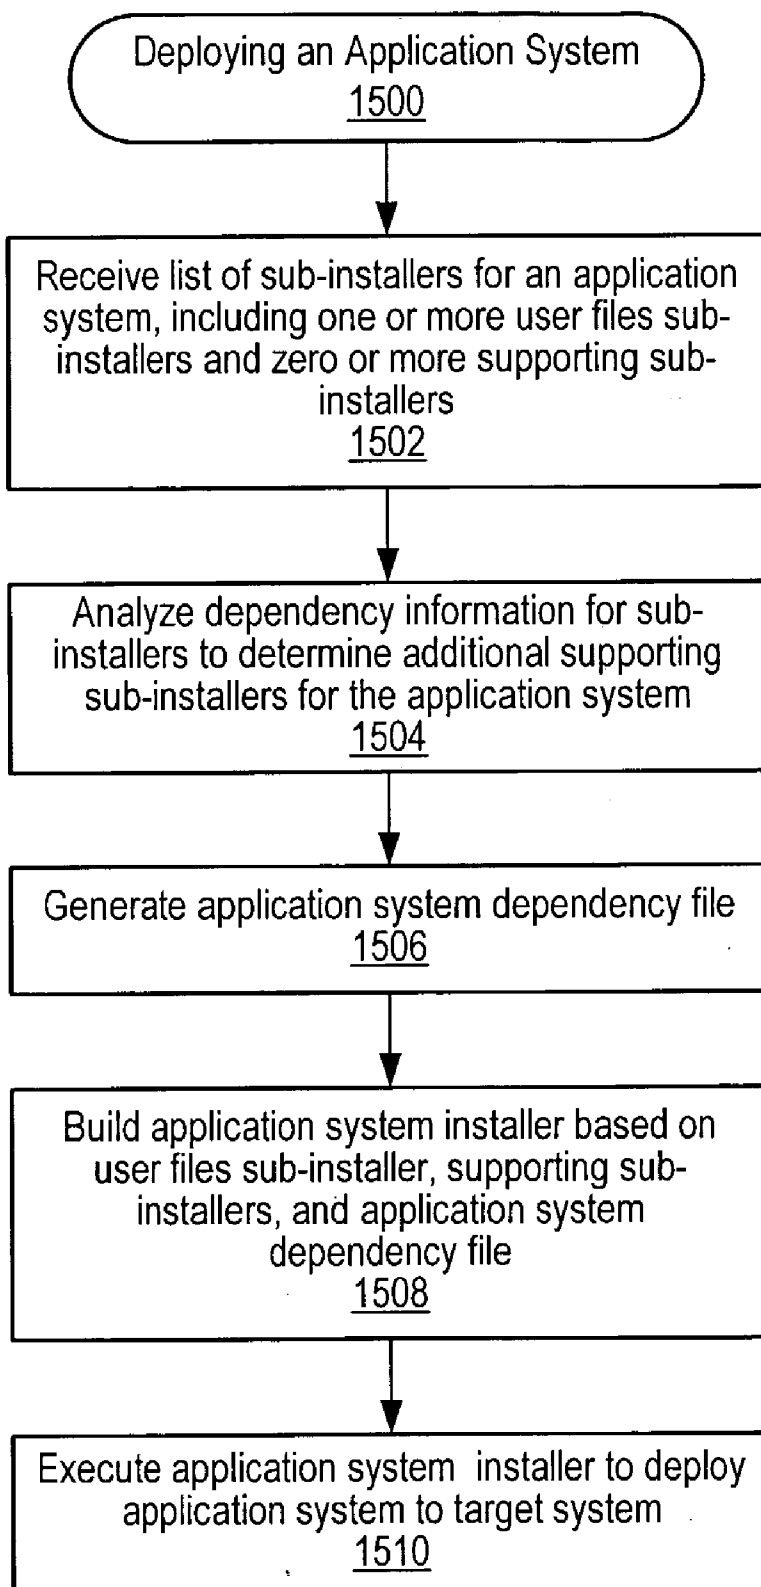 Deploying an Application System
1500
Receive list of sub-installers for an application
system, including one or more user files sub-
installers and zero or more supporting sub-
installers
1502
Analyze dependency information for sub-
installers to determine additional supporting
sub-installers for the application system
1504
Generate application system dependency file
1506
Build application system installer based on
user files sub-installer, supporting sub-
installers, and application system
dependency file
1508
Execute application system installer to deploy
application system to target system
1510